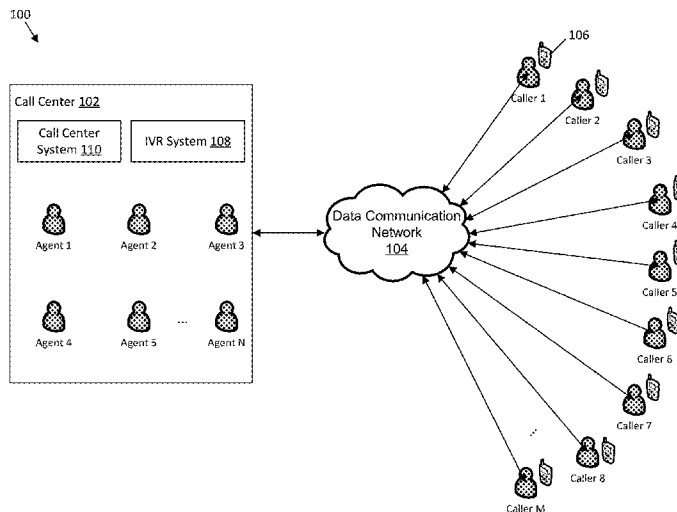 100
106
Call Center 102
Call Center
System 110
IVR System 108
Agent 1
Agent 2
Agent 3
Agent 4
Agent 5
...
Agent N
Data Communication
Network
104
Caller 1
Caller 2
Caller 3
Caller 4
Caller 5
Caller 6
Caller 7
...
Caller 8
Caller M